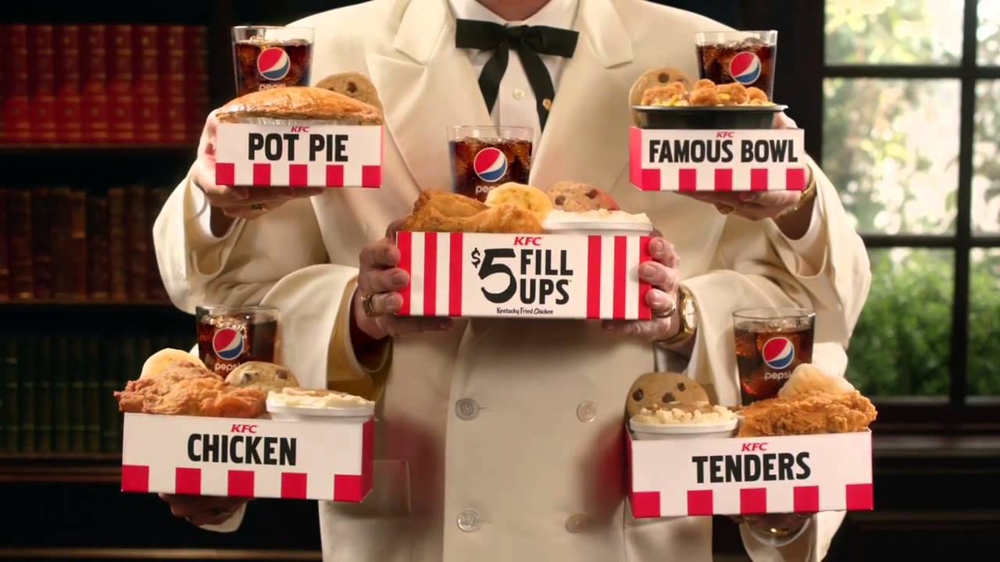 pepsi
KFC
POT PIE
pepsi
KFC
$5 FILL
UPS
Kentucky Fried Chicken
KFC
FAMOUS BOWL
pepsi
KFC
CHICKEN
pepsi
KFC
TENDERS